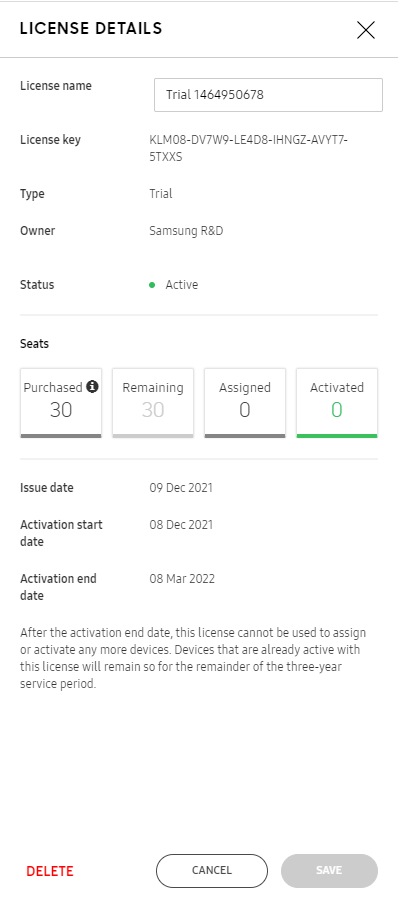 LICENSE DETAILS
License name
Trial 1464950678
License key
KLM08-DV7W9-LE4D8-IHNGZ-AVYT7-
5TXXS
Type
Trial
Owner
Samsung R&D
Status
Active
Seats
Purchased
30
Remaining
30
Assigned
0
Activated
0
Issue date
09 Dec 2021
Activation start
date
08 Dec 2021
Activation end
date
08 Mar 2022
After the activation end date, this license cannot be used to assign
or activate any more devices. Devices that are already active with
this license will remain so for the remainder of the three-year
service period.
DELETE
CANCEL
SAVE